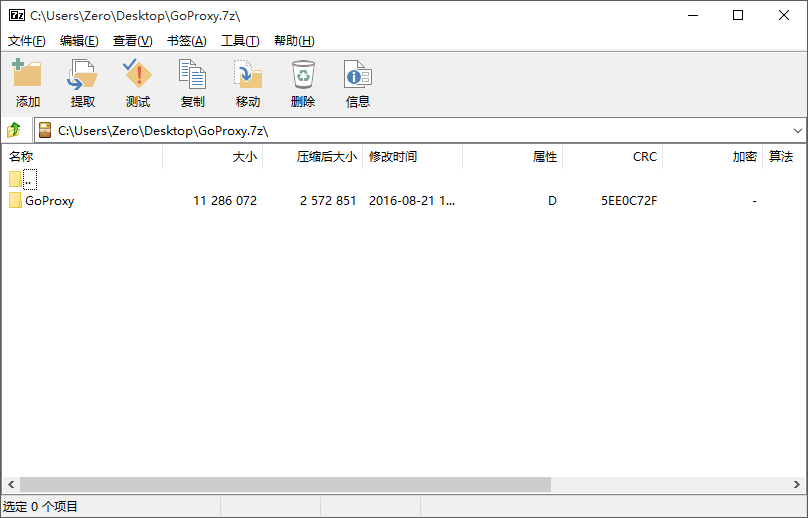 C:\Users\Zero\Desktop\GoProxy.7z\
文件(F) 编辑(E) 查看(V) 书签(A) 工具(T) 帮助(H)
添加 提取 测试 复制 移动 删除 信息
C:\Users\Zero\Desktop\GoProxy.7z\
名称 大小 压缩后大小 修改时间 属性 CRC 加密 算法
..
GoProxy 11 286 072 2 572 851 2016-08-21 1... D 5EE0C72F -
选定 0 个项目